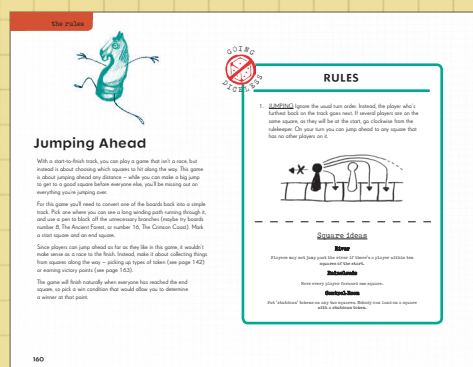 the rules
GOING
DICELESS
RULES
1. JUMPING Ignore the usual turn order. Instead, the player who's
furthest back on the track goes next. If several players are on the
same square, as they will be at the start, go clockwise from the
rulekeeper. On your turn you can jump ahead to any square that
has no other players on it.
Jumping Ahead
With a start-to-finish track, you can play a game that isn't a race, but
instead is about choosing which squares to hit along the way. This game
is about jumping ahead any distance – while you can make a big jump
to get to a good square before everyone else, you'll be missing out on
everything you're jumping over.
For this game you'll need to convert one of the boards back into a simple
track. Pick one where you can see a long winding path running through it,
and use a pen to block off the unnecessary branches (maybe try boards
number 8, The Ancient Forest, or number 16, The Crimson Coast). Mark
a start square and an end square.
Since players can jump ahead as far as they like in this game, it wouldn't
make sense as a race to the finish. Instead, make it about collecting things
from squares along the way – picking up types of token (see page 142)
or earning victory points (see page 163).
The game will finish naturally when everyone has reached the end
square, so pick a win condition that would allow you to determine
a winner at that point.
Square ideas
River
Players may not jump past the river if there's a player within ten
squares of the start.
Move every player forward one square.
Put 'skeleton' tokens on any two squares. Nobody can land on a square
with a skeleton token.
160